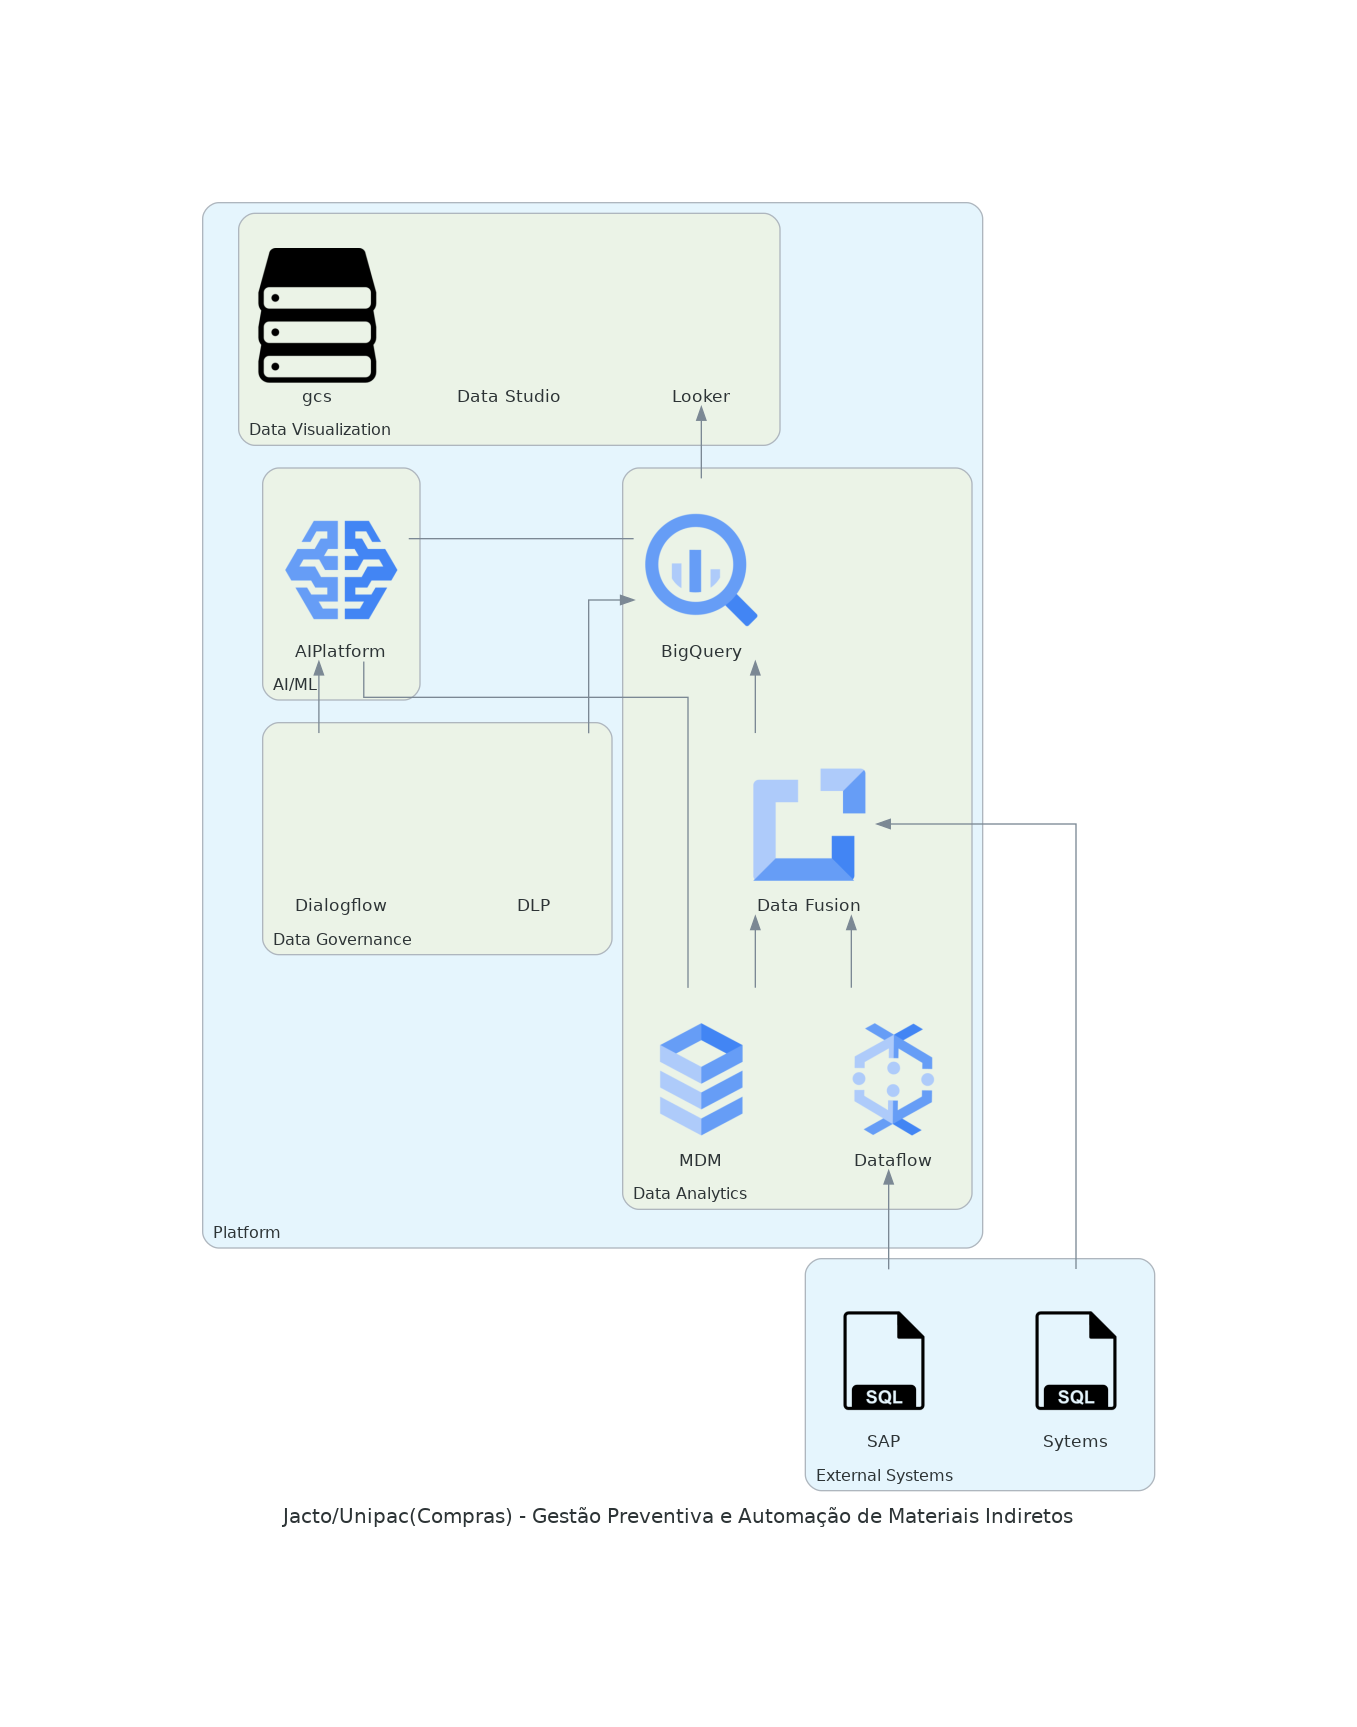 gcs
Data Studio
Looker
Data Visualization
AIPlatform
AI/ML
BigQuery
Dialogflow
DLP
Data Governance
Data Fusion
MDM
Dataflow
Data Analytics
Platform
SQL
SQL
SAP
Sytems
External Systems
Jacto/Unipac(Compras) - Gestão Preventiva e Automação de Materiais Indiretos